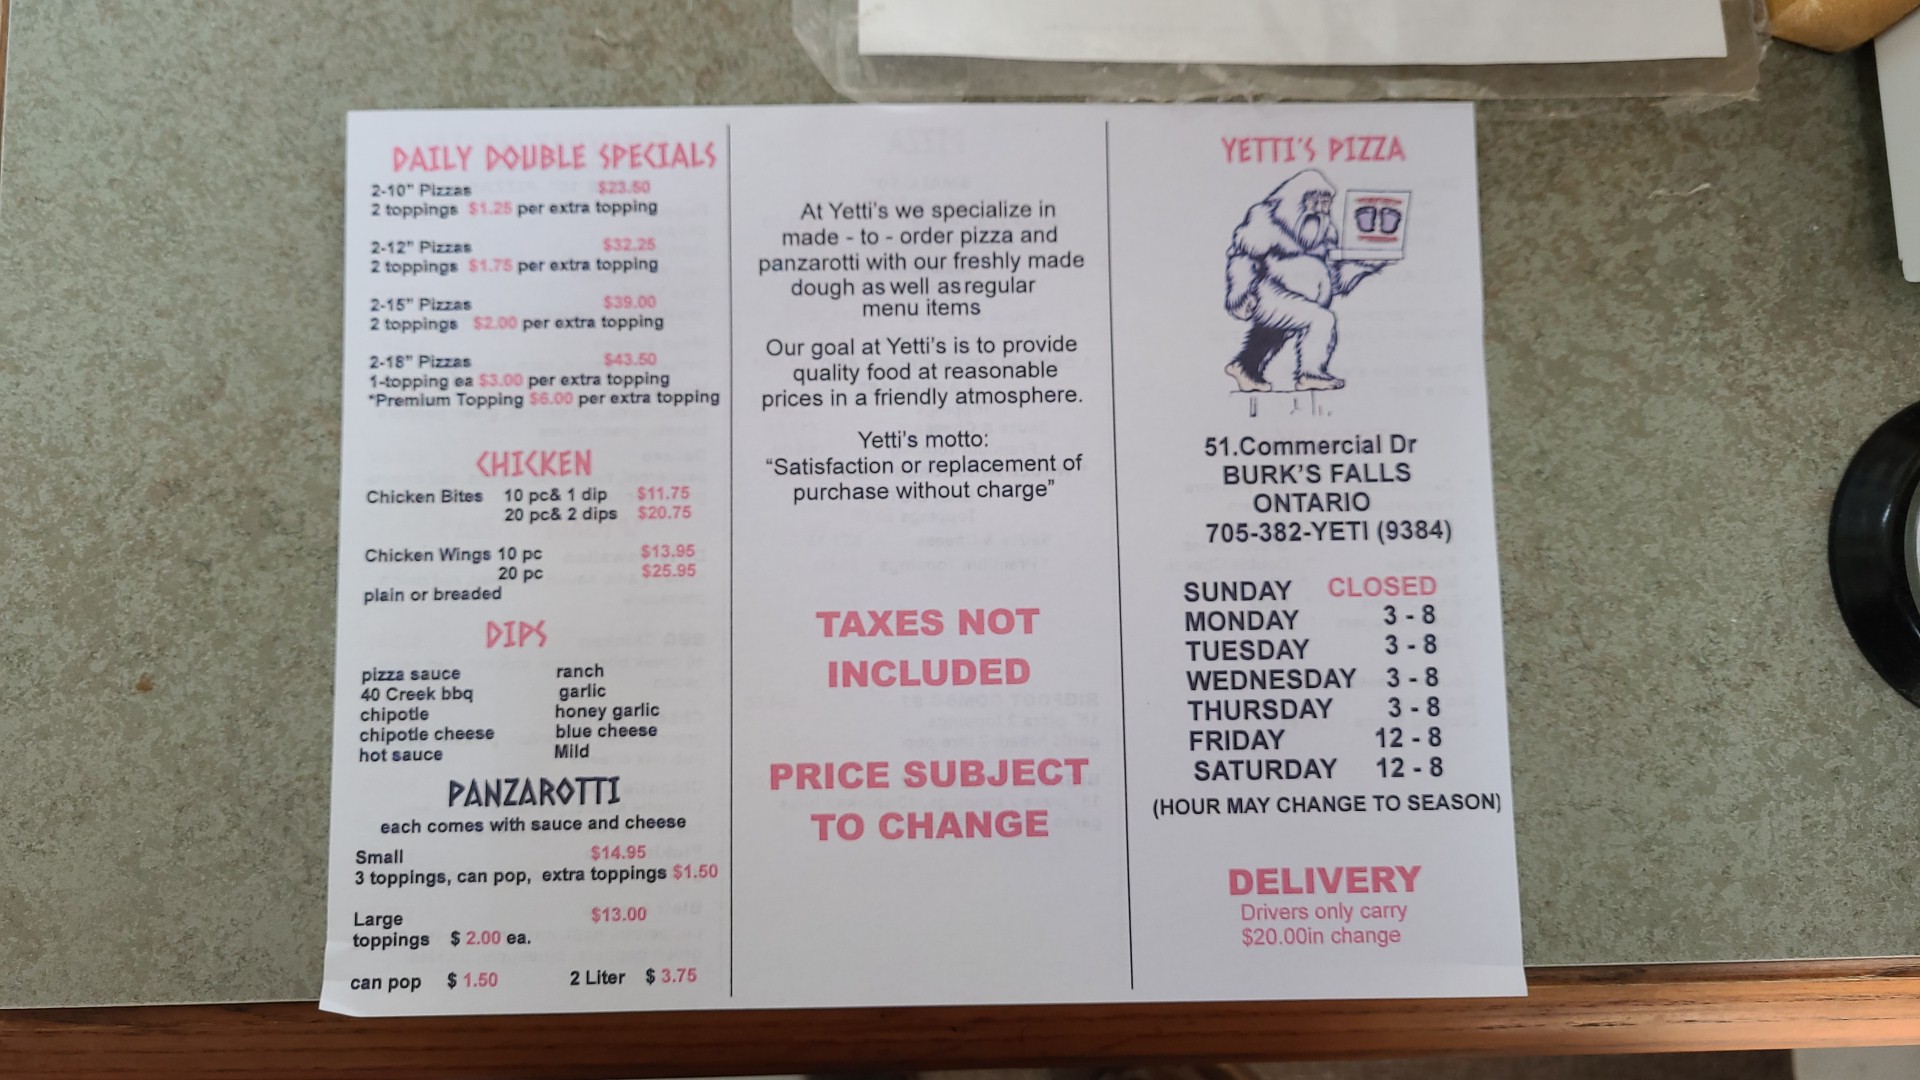 DAILY DOUBLE SPECIALS
2-10" Pizzas $23.50
2 toppings $1.25 per extra topping
2-12" Pizzas $32.25
2 toppings $1.75 per extra topping
2-15" Pizzas $39.00
2 toppings $2.00 per extra topping
2-18" Pizzas $43.50
1-topping ea $3.00 per extra topping
*Premium Topping $6.00 per extra topping
CHICKEN
Chicken Bites 10 pc& 1 dip $11.75
20 pc& 2 dips $20.75
Chicken Wings 10 pc $13.95
20 pc $25.95
plain or breaded
DIPS
pizza sauce ranch
40 Creek bbq garlic
chipotle honey garlic
chipotle cheese blue cheese
hot sauce Mild
PANZAROTTI
each comes with sauce and cheese
Small $14.95
3 toppings, can pop, extra toppings $1.50
Large $13.00
toppings $ 2.00 ea.
can pop $ 1.50 2 Liter $ 3.75
At Yetti's we specialize in
made - to - order pizza and
panzarotti with our freshly made
dough as well as regular
menu items
Our goal at Yetti's is to provide
quality food at reasonable
prices in a friendly atmosphere.
Yetti's motto:
"Satisfaction or replacement of
purchase without charge"
TAXES NOT
INCLUDED
PRICE SUBJECT
TO CHANGE
YETTI'S PIZZA
51.Commercial Dr
BURK'S FALLS
ONTARIO
705-382-YETI (9384)
SUNDAY CLOSED
MONDAY 3 - 8
TUESDAY 3 - 8
WEDNESDAY 3 - 8
THURSDAY 3 - 8
FRIDAY 12 - 8
SATURDAY 12 - 8
(HOUR MAY CHANGE TO SEASON)
DELIVERY
Drivers only carry
$20.00in change